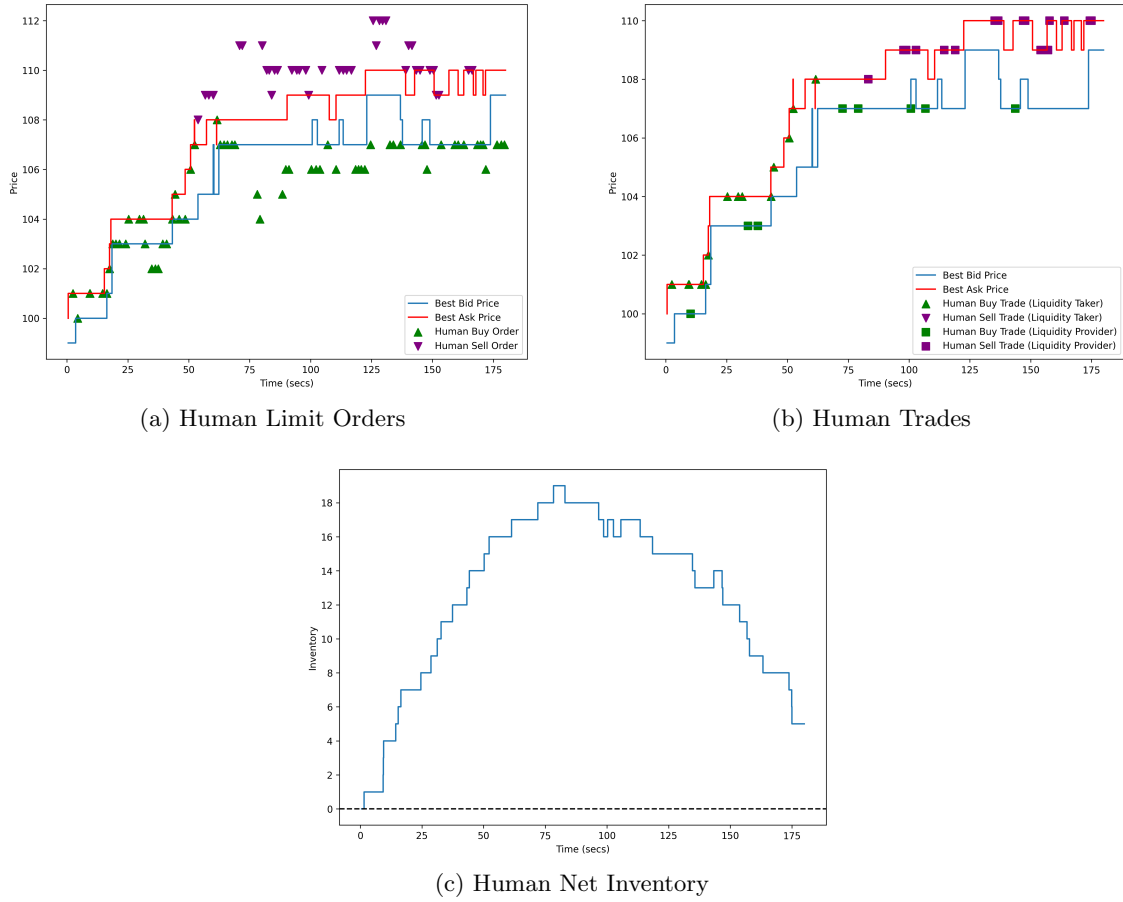 112
110
108
106
104
102
100
Price
0
25
50
75
100
125
150
175
Time (secs)
Best Bid Price
Best Ask Price
Human Buy Order
Human Sell Order
(a) Human Limit Orders
110
108
106
104
102
100
Price
0
25
50
75
100
125
150
175
Time (secs)
Best Bid Price
Best Ask Price
Human Buy Trade (Liquidity Taker)
Human Sell Trade (Liquidity Taker)
Human Buy Trade (Liquidity Provider)
Human Sell Trade (Liquidity Provider)
(b) Human Trades
18
16
14
12
10
8
6
4
2
0
Inventory
0
25
50
75
100
125
150
175
Time (secs)
(c) Human Net Inventory